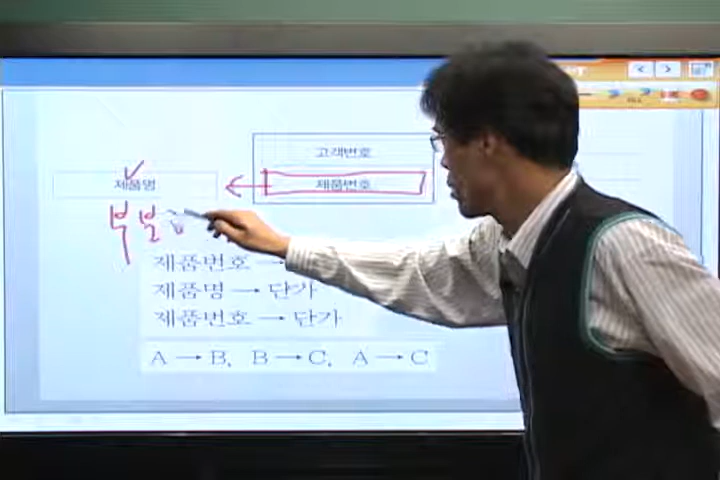 고객번호
제품명
제품번호
부분
제품번호 →
제품명 → 단가
제품번호 → 단가
A → B, B → C, A → C